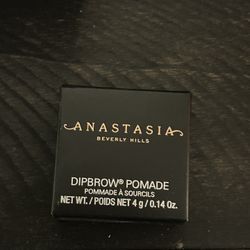 ANASTASIA
BEVERLY HILLS
DIPBROW® POMADE
POMMADE À SOURCILS
NET WT. / POIDS NET 4 g / 0.14 Oz.